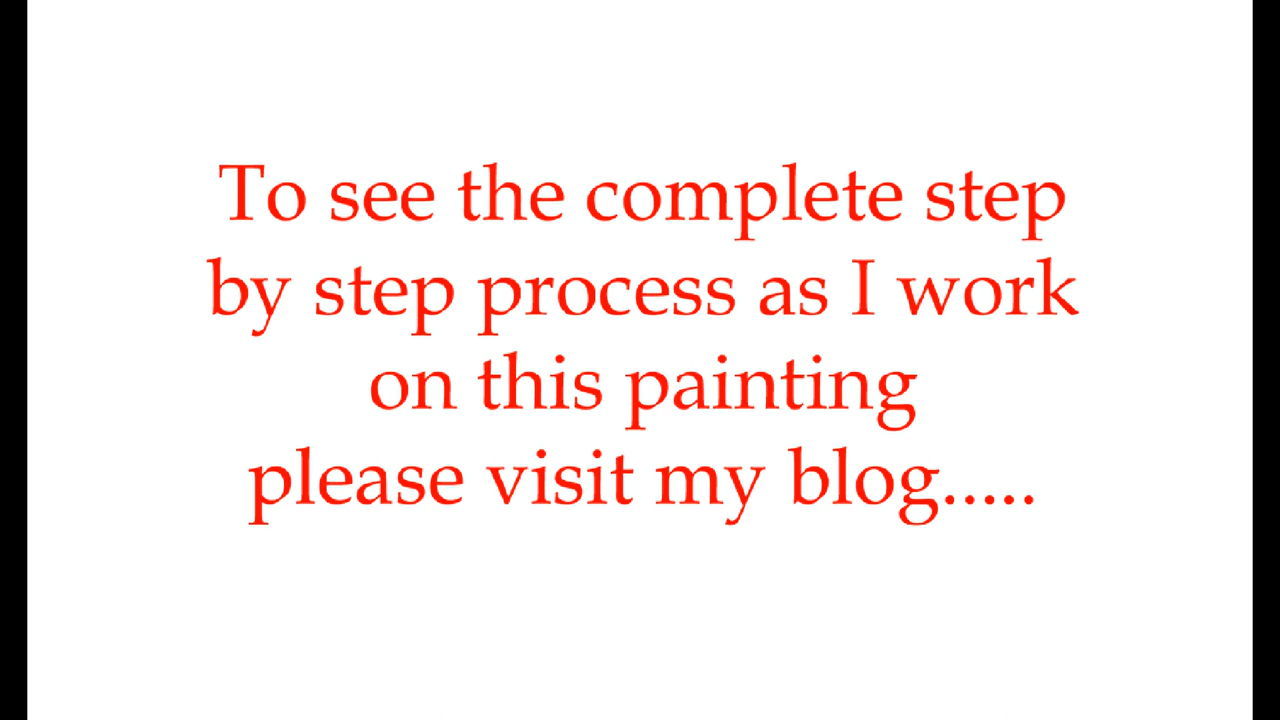 To see the complete step
by step process as I work
on this painting
please visit my blog.....